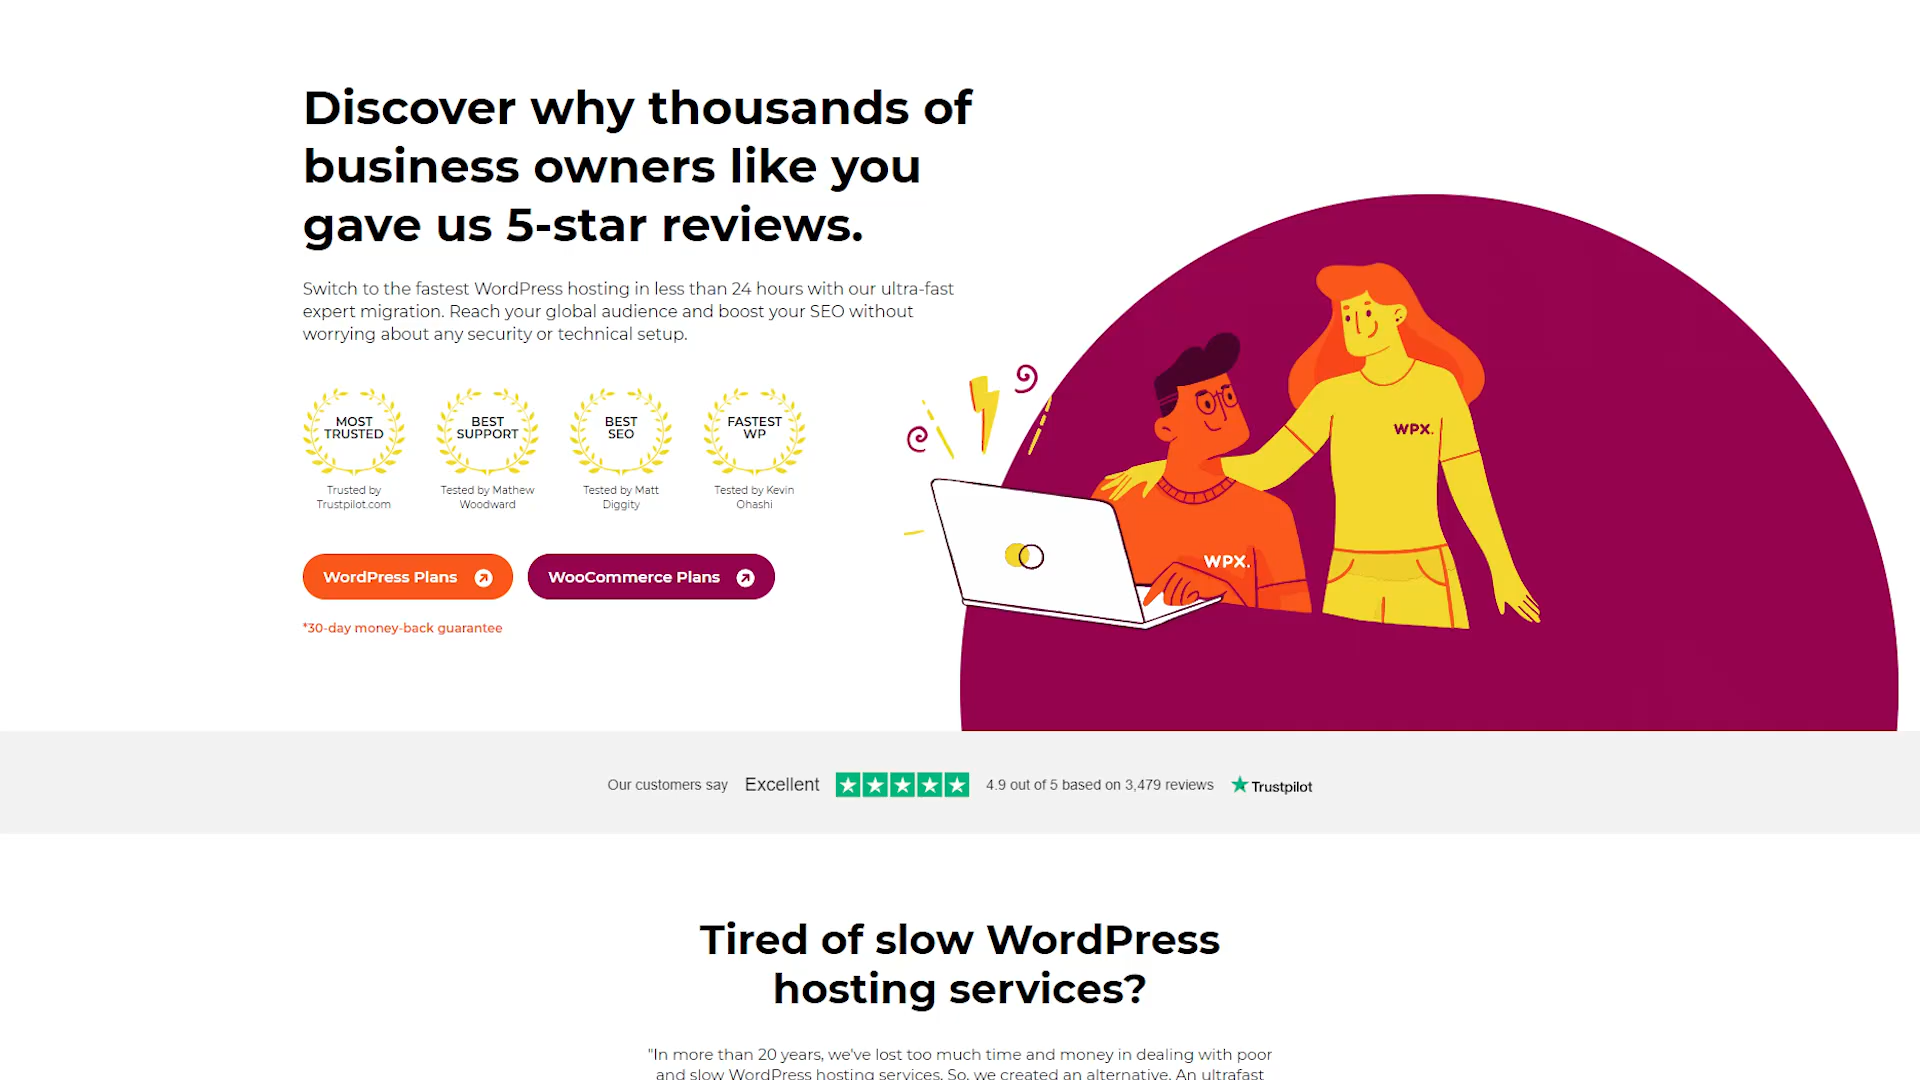 Discover why thousands of
business owners like you
gave us 5-star reviews.
Switch to the fastest WordPress hosting in less than 24 hours with our ultra-fast
expert migration. Reach your global audience and boost your SEO without
worrying about any security or technical setup.
MOST
TRUSTED
Trusted by
Trustpilot.com
BEST
SUPPORT
Tested by Mathew
Woodward
BEST
SEO
Tested by Matt
Diggity
FASTEST
WP
Tested by Kevin
Ohashi
WordPress Plans
WooCommerce Plans
*30-day money-back guarantee
WPX.
WPX.
Our customers say Excellent 4.9 out of 5 based on 3,479 reviews Trustpilot
Tired of slow WordPress
hosting services?
"In more than 20 years, we've lost too much time and money in dealing with poor
and slow WordPress hosting services. So, we created an alternative. An ultrafast